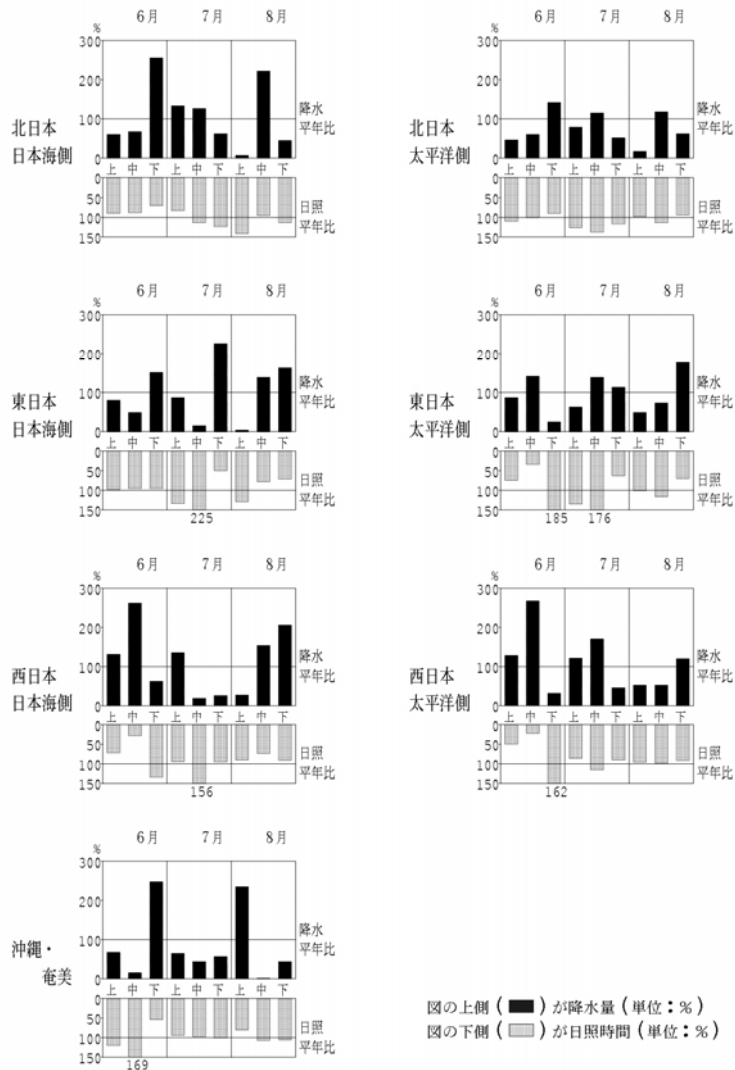 6月 7月 8月
%
300
200
100
0
降水
平年比
北日本
日本海側
上 中 下 上 中 下 上 中 下
0
50
100
150
日照
平年比
6月 7月 8月
%
300
200
100
0
降水
平年比
北日本
太平洋側
上 中 下 上 中 下 上 中 下
0
50
100
150
日照
平年比
6月 7月 8月
%
300
200
100
0
降水
平年比
東日本
日本海側
上 中 下 上 中 下 上 中 下
0
50
100
150
日照
平年比
225
6月 7月 8月
%
300
200
100
0
降水
平年比
東日本
太平洋側
上 中 下 上 中 下 上 中 下
0
50
100
150
日照
平年比
185 176
6月 7月 8月
%
300
200
100
0
降水
平年比
西日本
日本海側
上 中 下 上 中 下 上 中 下
0
50
100
150
日照
平年比
156
6月 7月 8月
%
300
200
100
0
降水
平年比
西日本
太平洋側
上 中 下 上 中 下 上 中 下
0
50
100
150
日照
平年比
162
6月 7月 8月
%
300
200
100
0
降水
平年比
沖縄・
奄美
上 中 下 上 中 下 上 中 下
0
50
100
150
日照
平年比
169
図の上側（■）が降水量（単位：%）
図の下側（ ）が日照時間（単位：%）